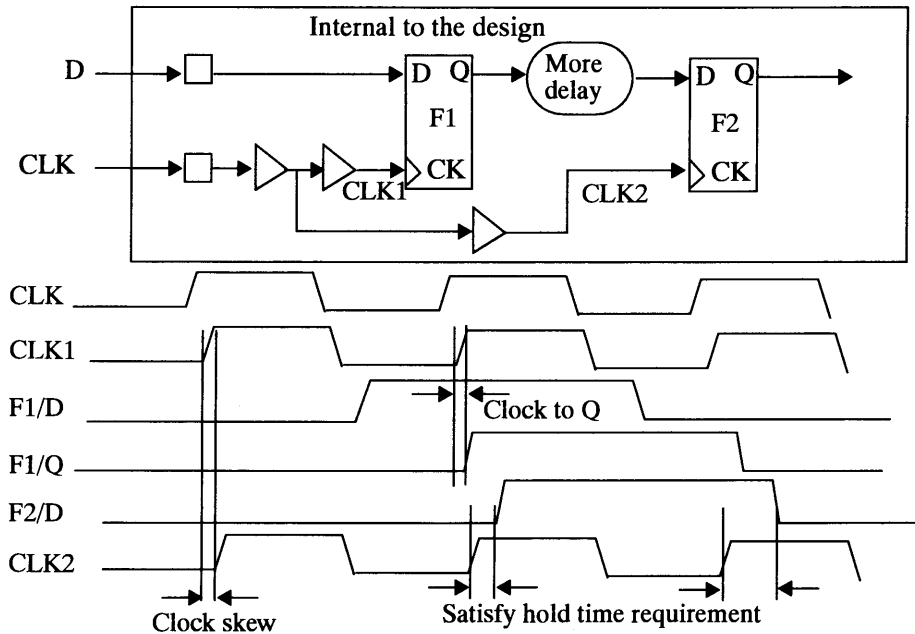 Internal to the design
D
D Q
More
delay
D Q
F1
F2
CLK
CK
CK
CLK1
CLK2
CLK
CLK1
F1/D
Clock to Q
F1/Q
F2/D
CLK2
Clock skew
Satisfy hold time requirement